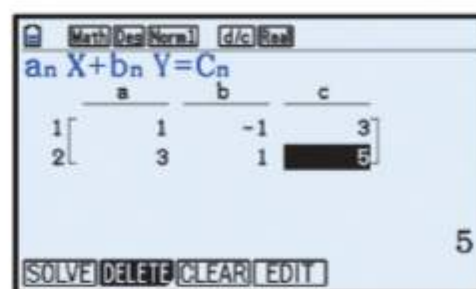 Math Deg Norm1 d/c Real
an X+bn Y=Cn
a b c
1 1 -1 3
2 3 1 5
5
SOLVE DELETE CLEAR EDIT